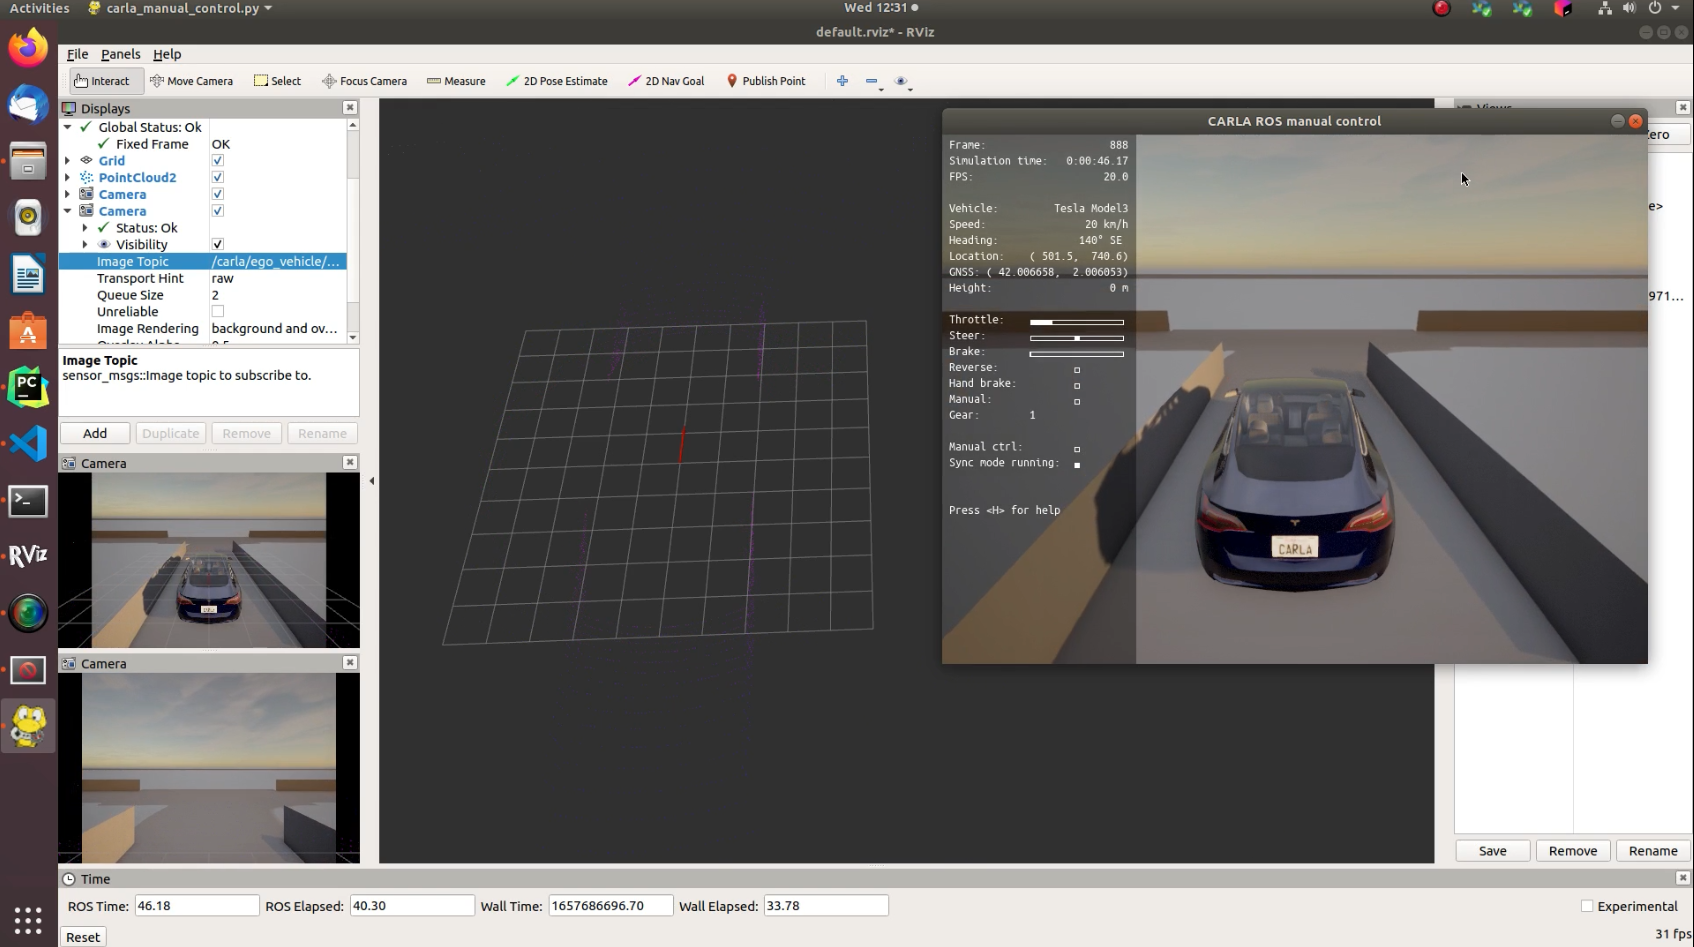 Activities
carla_manual_control.py
Wed 12:31
default.rviz* - RViz
File Panels Help
Interact Move Camera Select Focus Camera Measure 2D Pose Estimate 2D Nav Goal Publish Point
Displays
Global Status: Ok
Fixed Frame OK
Grid
PointCloud2
Camera
Camera
Status: Ok
Visibility
Image Topic /carla/ego_vehicle/...
Transport Hint raw
Queue Size 2
Unreliable
Image Rendering background and ov...
Image Topic
sensor_msgs::Image topic to subscribe to.
Add Duplicate Remove Rename
Camera
CARLA
Camera
CARLA ROS manual control
Frame: 888
Simulation time: 0:00:46.17
FPS: 20.0
Vehicle: Tesla Model3
Speed: 20 km/h
Heading: 140° SE
Location: ( 501.5, 740.6)
GNSS: ( 42.006658, 2.006053)
Height: 0 m
Throttle:
Steer:
Brake:
Reverse:
Hand brake:
Manual:
Gear: 1
Manual ctrl:
Sync mode running:
Press <H> for help
CARLA
Views
ero
e>
971...
Save Remove Rename
PC
>_
RViz
Time
ROS Time: 46.18 ROS Elapsed: 40.30 Wall Time: 1657686696.70 Wall Elapsed: 33.78
Experimental
Reset
31 fps